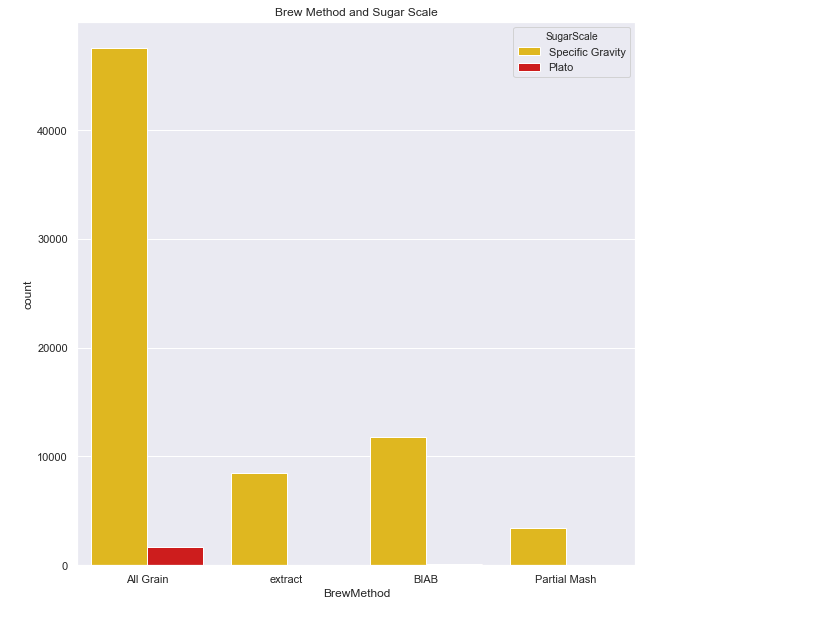 Brew Method and Sugar Scale
SugarScale
Specific Gravity
Plato
40000
30000
20000
10000
0
count
All Grain
extract
BIAB
Partial Mash
BrewMethod